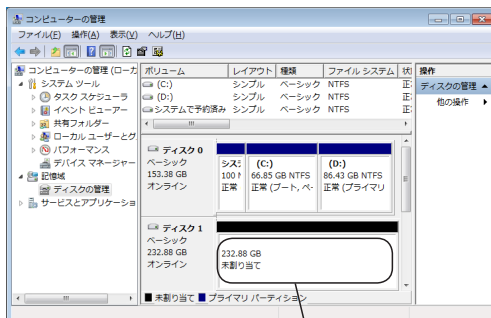 コンピューターの管理
ファイル(F) 操作(A) 表示(V) ヘルプ(H)
コンピューターの管理 (ローカ
システム ツール
タスク スケジューラ
イベント ビューアー
共有フォルダー
ローカル ユーザーとグ
パフォーマンス
デバイス マネージャー
記憶域
ディスクの管理
サービスとアプリケーショ
ボリューム レイアウト 種類 ファイル システム 状
(C:) シンプル ベーシック NTFS 正
(D:) シンプル ベーシック NTFS 正
システムで予約済み シンプル ベーシック NTFS 正
操作
ディスクの管理
他の操作
ディスク 0
ベーシック
153.38 GB
オンライン
シス
100 M
正常
(C:)
66.85 GB NTFS
正常 (ブート, ペ-
(D:)
86.43 GB NTFS
正常 (プライマリ
ディスク 1
ベーシック
232.88 GB
オンライン
232.88 GB
未割り当て
未割り当て プライマリ パーティション